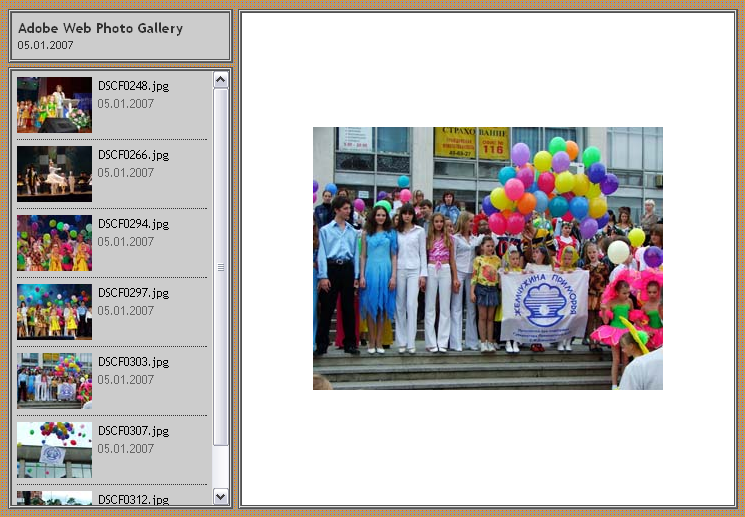 Adobe Web Photo Gallery
05.01.2007
DSCF0248.jpg
05.01.2007
DSCF0266.jpg
05.01.2007
DSCF0294.jpg
05.01.2007
DSCF0297.jpg
05.01.2007
DSCF0303.jpg
05.01.2007
DSCF0307.jpg
05.01.2007
DSCF0312.jpg
СТРАХОВАНИЕ
116
ЖЕМЧУЖИНА ПРИМОРЬЯ